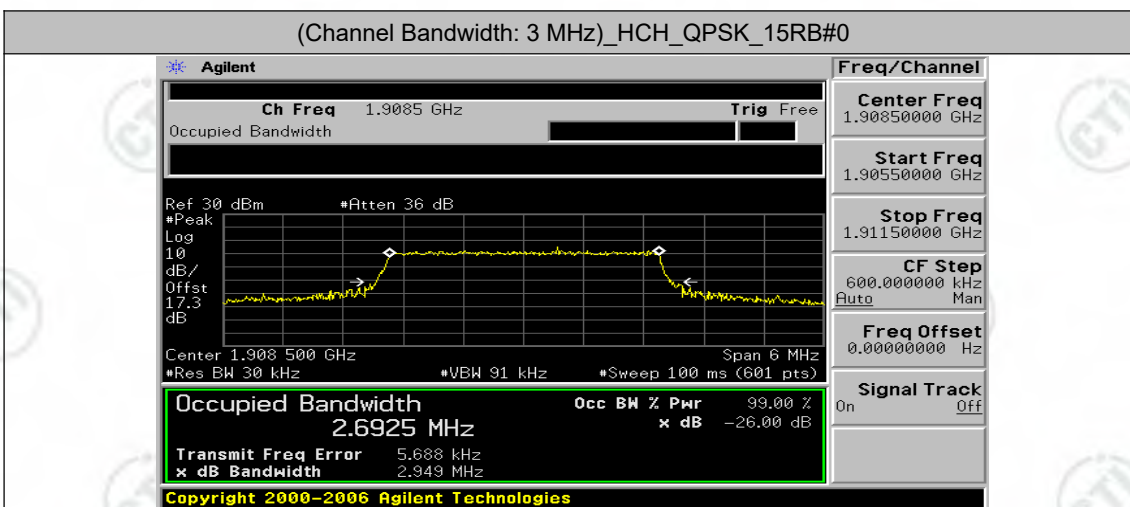 (Channel Bandwidth: 3 MHz)_HCH_QPSK_15RB#0
Agilent
Freq/Channel
Ch Freq 1.9085 GHz Trig Free
Occupied Bandwidth
Center Freq
1.90850000 GHz
Start Freq
1.90550000 GHz
Stop Freq
1.91150000 GHz
CF Step
600.000000 kHz
Auto Man
Freq Offset
0.00000000 Hz
Signal Track
On Off
Ref 30 dBm #Atten 36 dB
#Peak
Log
10
dB/
Offst
17.3
dB
Center 1.908 500 GHz Span 6 MHz
#Res BW 30 kHz #VBW 91 kHz #Sweep 100 ms (601 pts)
Occupied Bandwidth Occ BW % Pwr 99.00 %
2.6925 MHz x dB -26.00 dB
Transmit Freq Error 5.688 kHz
x dB Bandwidth 2.949 MHz
Copyright 2000-2006 Agilent Technologies
CTI
CTI
CTI